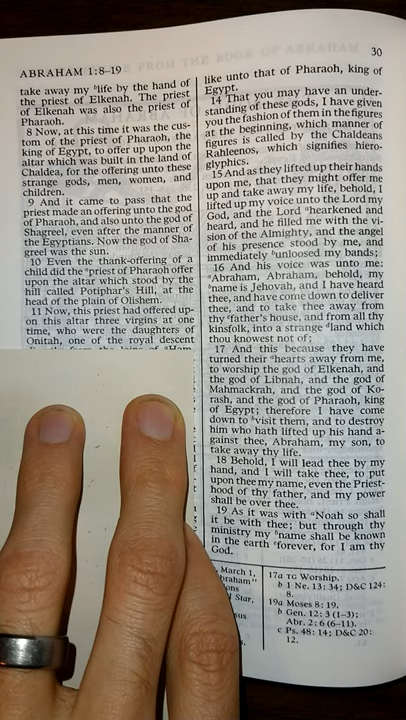 30
ABRAHAM 1:8–19
take away my ᵇlife by the hand of
the priest of Elkenah. The priest
of Elkenah was also the priest of
Pharaoh.
8 Now, at this time it was the cus-
tom of the priest of Pharaoh, the
king of Egypt, to offer up upon the
altar which was built in the land of
Chaldea, for the offering unto these
strange gods, men, women, and
children.
9 And it came to pass that the
priest made an offering unto the god
of Pharaoh, and also unto the god of
Shagreel, even after the manner of
the Egyptians. Now the god of Sha-
greel was the sun.
10 Even the thank-offering of a
child did the ᵃpriest of Pharaoh offer
upon the altar which stood by the
hill called Potiphar's Hill, at the
head of the plain of Olishem.
11 Now, this priest had offered up-
on this altar three virgins at one
time, who were the daughters of
Onitah, one of the royal descent
like unto that of Pharaoh, king of
Egypt.
14 That you may have an under-
standing of these gods, I have given
you the fashion of them in the figures
at the beginning, which manner of
figures is called by the Chaldeans
Rahleenos, which signifies hiero-
glyphics.
15 And as they lifted up their hands
upon me, that they might offer me
up and take away my life, behold, I
lifted up my voice unto the Lord my
God, and the Lord ᵃhearkened and
heard, and he filled me with the vi-
sion of the Almighty, and the angel
of his presence stood by me, and
immediately ᵇunloosed my bands;
16 And his voice was unto me:
ᵃAbraham, Abraham, behold, my
ᵇname is Jehovah, and I have heard
thee, and have come down to deliver
thee, and to take thee away from
thy ᶜfather's house, and from all thy
kinsfolk, into a strange ᵈland which
thou knowest not of;
17 And this because they have
turned their ᵃhearts away from me,
to worship the god of Elkenah, and
the god of Libnah, and the god of
Mahmackrah, and the god of Ko-
rash, and the god of Pharaoh, king
of Egypt; therefore I have come
down to ᵇvisit them, and to destroy
him who hath lifted up his hand a-
gainst thee, Abraham, my son, to
take away thy life.
18 Behold, I will lead thee by my
hand, and I will take thee, to put
upon thee my name, even the Priest-
hood of thy father, and my power
shall be over thee.
19 As it was with ᵃNoah so shall
it be with thee; but through thy
ministry my ᵇname shall be known
in the earth ᶜforever, for I am thy
God.
March 1,
Star,
17a TG Worship.
b 1 Ne. 13: 34; D&C 124:
8.
19a Moses 8: 19.
b Gen. 12: 3 (1–3);
Abr. 2: 6 (6–11).
c Ps. 48: 14; D&C 20:
12.